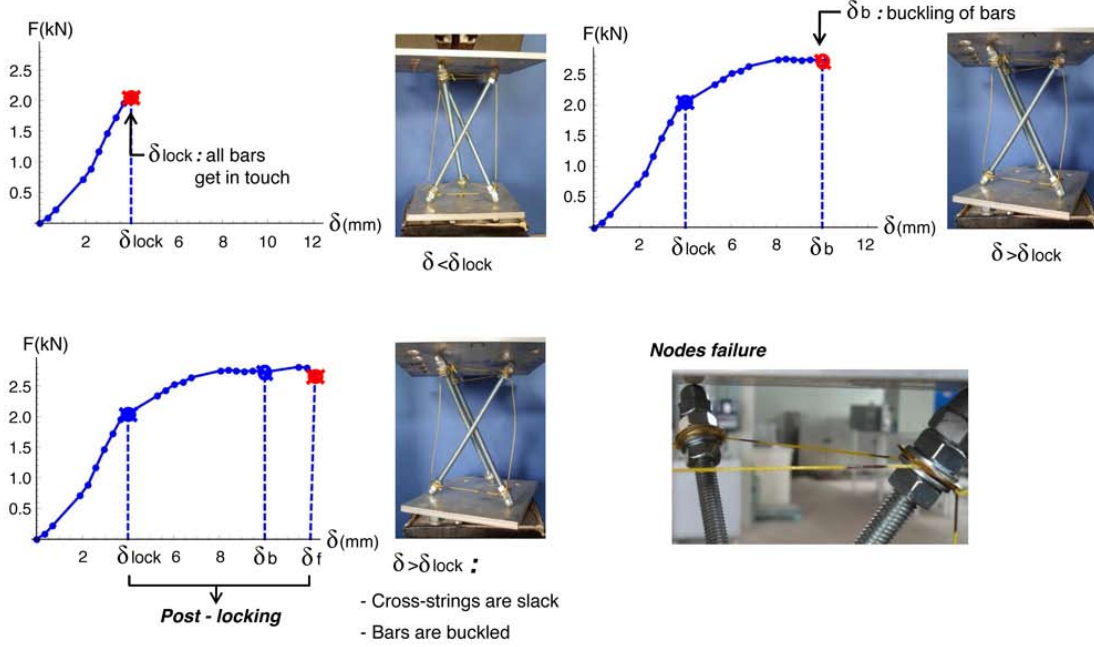 F(kN)
2.5
2.0
1.5
1.0
0.5
δlock : all bars
get in touch
2 δlock 6 8 10 12 δ(mm)
δ<δlock
δb : buckling of bars
F(kN)
2.5
2.0
1.5
1.0
0.5
2 δlock 6 8 δb 12 δ(mm)
δ>δlock
F(kN)
2.5
2.0
1.5
1.0
0.5
2 δlock 6 8 δb δf δ(mm)
Post - locking
δ>δlock :
- Cross-strings are slack
- Bars are buckled
Nodes failure